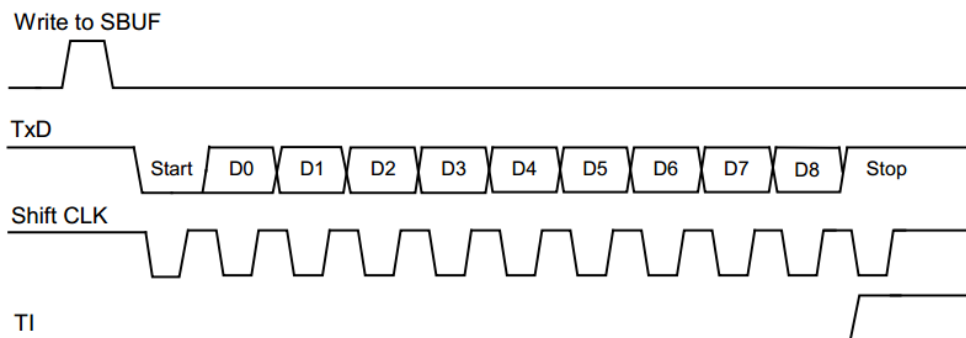 Write to SBUF
TxD
Start D0 D1 D2 D3 D4 D5 D6 D7 D8 Stop
Shift CLK
TI